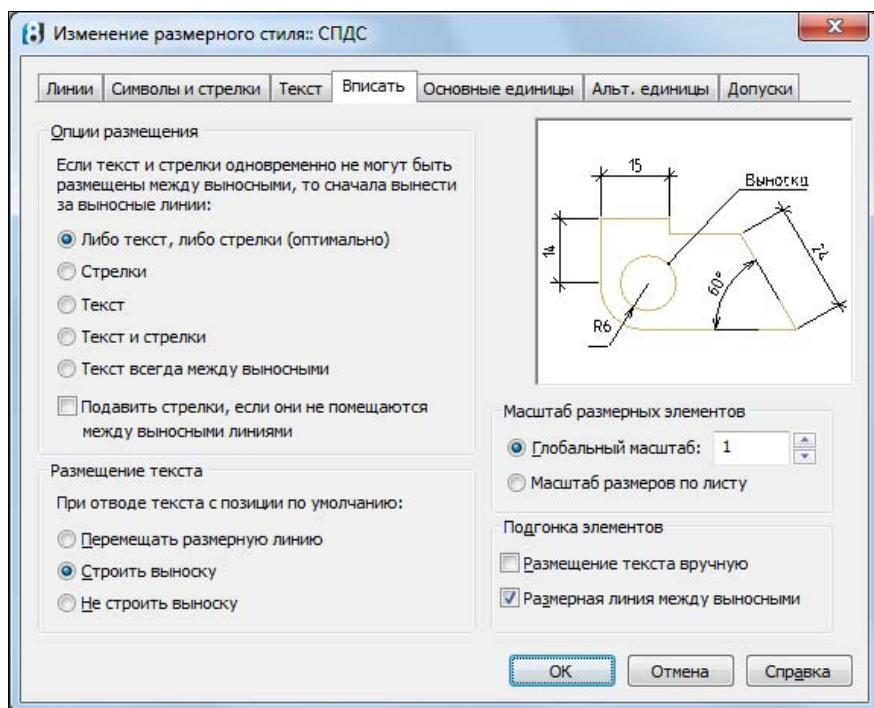 Изменение размерного стиля:: СПДС
Линии Символы и стрелки Текст Вписать Основные единицы Альт. единицы Допуски
Опции размещения
Если текст и стрелки одновременно не могут быть
размещены между выносными, то сначала вынести
за выносные линии:
Либо текст, либо стрелки (оптимально)
Стрелки
Текст
Текст и стрелки
Текст всегда между выносными
Подавить стрелки, если они не помещаются
между выносными линиями
Размещение текста
При отводе текста с позиции по умолчанию:
Перемещать размерную линию
Строить выноску
Не строить выноску
15
Выноски
14
24
60°
R6
Масштаб размерных элементов
Глобальный масштаб: 1
Масштаб размеров по листу
Подгонка элементов
Размещение текста вручную
Размерная линия между выносными
ОК Отмена Справка